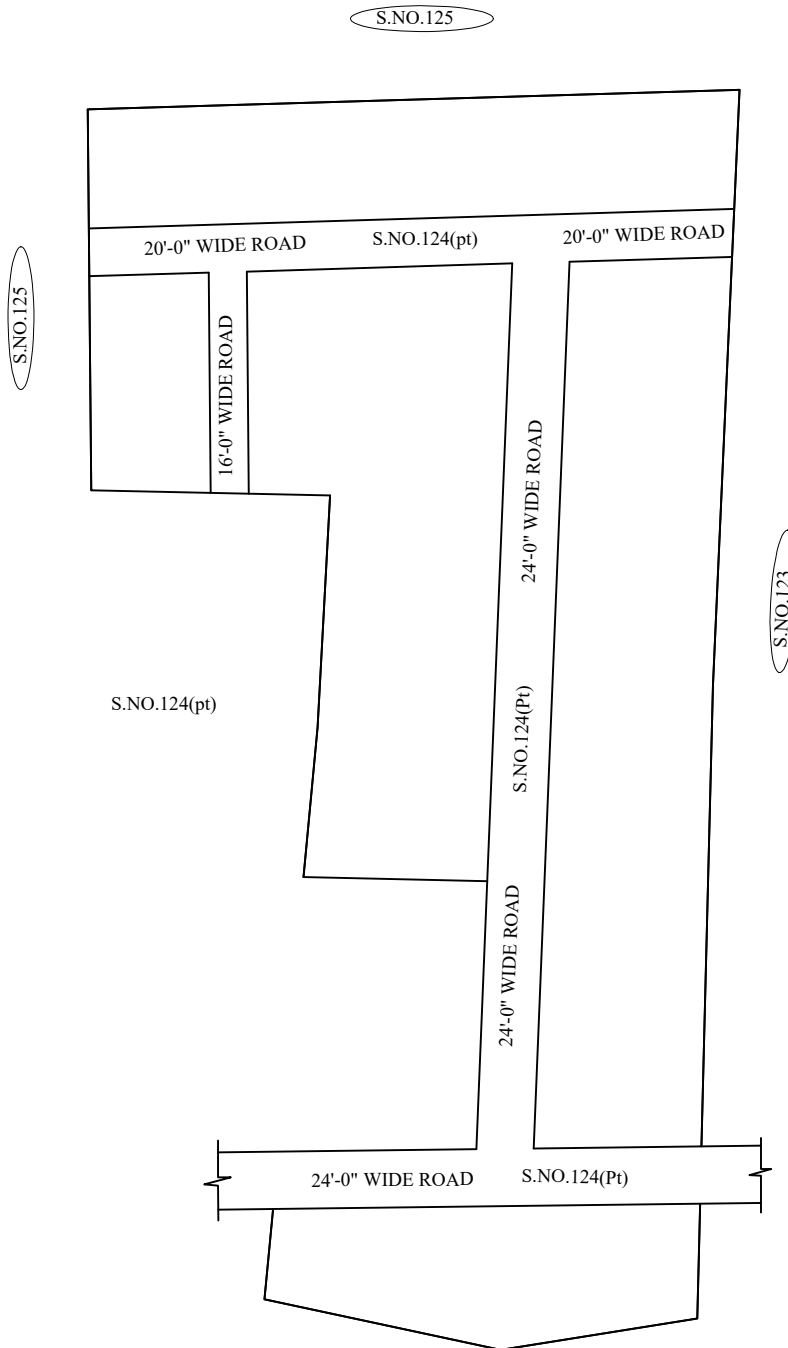 S.NO.125
20'-0" WIDE ROAD
S.NO.124(pt)
20'-0" WIDE ROAD
S.NO.125
16'-0" WIDE ROAD
24'-0" WIDE ROAD
S.NO.123
S.NO.124(pt)
S.NO.124(Pt)
24'-0" WIDE ROAD
24'-0" WIDE ROAD
S.NO.124(Pt)